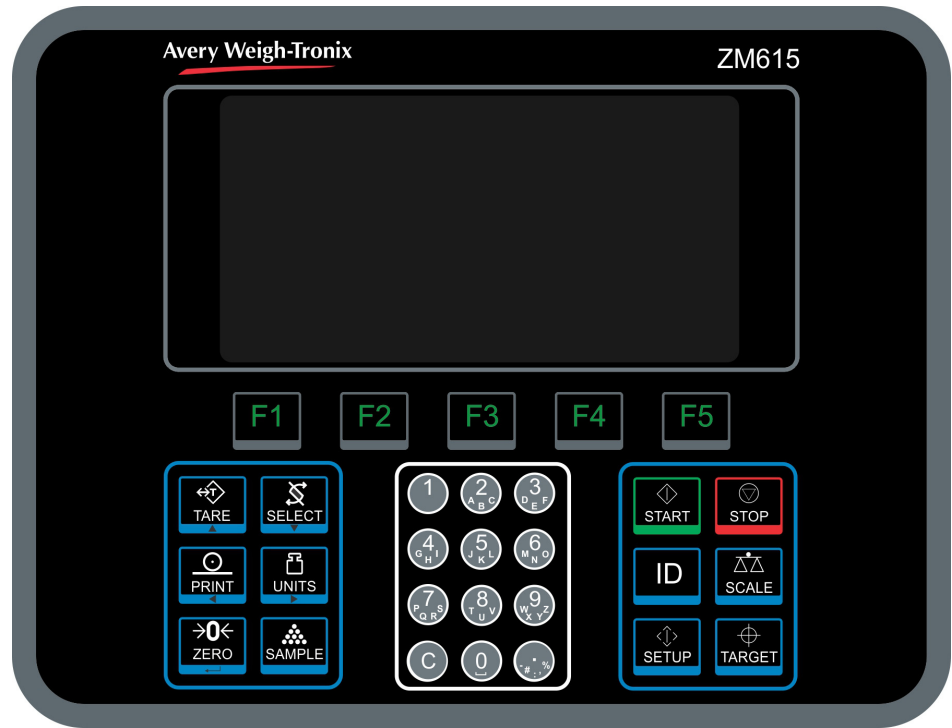 Avery Weigh-Tronix ZM615
F1 F2 F3 F4 F5
TARE SELECT
PRINT UNITS
→0← ZERO SAMPLE
1 2 ABC 3 DEF
4 GHI 5 JKL 6 MNO
7 PQRS 8 TUV 9 WXYZ
C 0 . - # : , %
START STOP
ID SCALE
SETUP TARGET